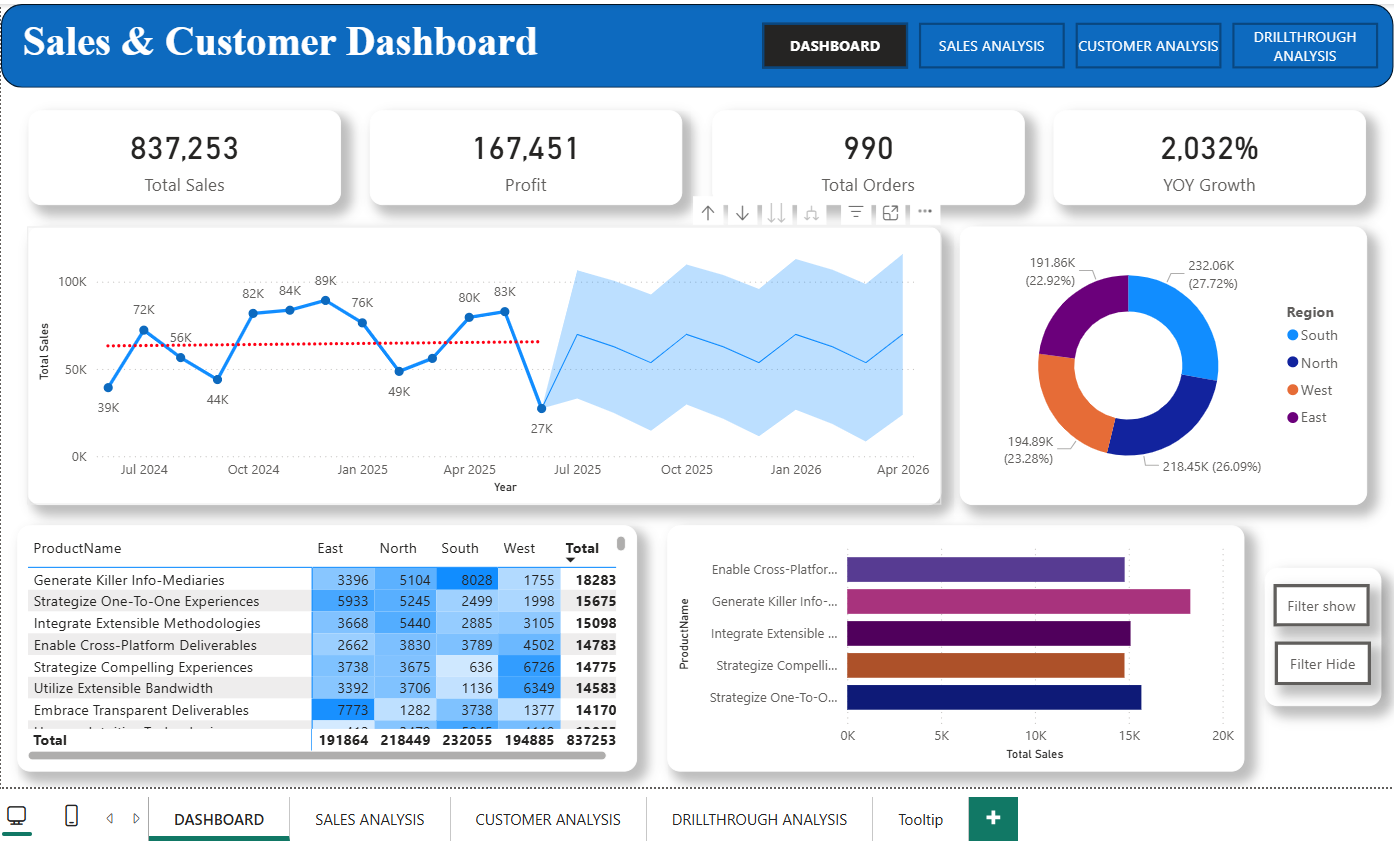 Sales & Customer Dashboard
DASHBOARD
SALES ANALYSIS
CUSTOMER ANALYSIS
DRILLTHROUGH
ANALYSIS
837,253
Total Sales
167,451
Profit
990
Total Orders
2,032%
YOY Growth
Total Sales
100K
50K
0K
39K
72K
56K
44K
82K
84K
89K
76K
49K
80K
83K
27K
Jul 2024
Oct 2024
Jan 2025
Apr 2025
Jul 2025
Oct 2025
Jan 2026
Apr 2026
Year
191.86K
(22.92%)
232.06K
(27.72%)
194.89K
(23.28%)
218.45K (26.09%)
Region
South
North
West
East
ProductName East North South West Total
Generate Killer Info-Mediaries 3396 5104 8028 1755 18283
Strategize One-To-One Experiences 5933 5245 2499 1998 15675
Integrate Extensible Methodologies 3668 5440 2885 3105 15098
Enable Cross-Platform Deliverables 2662 3830 3789 4502 14783
Strategize Compelling Experiences 3738 3675 636 6726 14775
Utilize Extensible Bandwidth 3392 3706 1136 6349 14583
Embrace Transparent Deliverables 7773 1282 3738 1377 14170
Total 191864 218449 232055 194885 837253
ProductName
Enable Cross-Platfor...
Generate Killer Info-...
Integrate Extensible ...
Strategize Compelli...
Strategize One-To-O...
0K
5K
10K
15K
20K
Total Sales
Filter show
Filter Hide
DASHBOARD
SALES ANALYSIS
CUSTOMER ANALYSIS
DRILLTHROUGH ANALYSIS
Tooltip